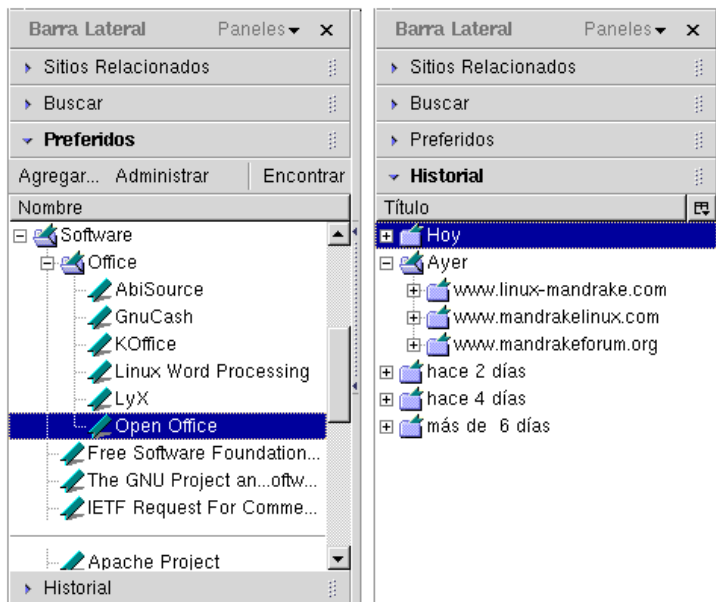 Barra Lateral Paneles
Sitios Relacionados
Buscar
Preferidos
Agregar... Administrar Encontrar
Nombre
Software
Office
AbiSource
GnuCash
KOffice
Linux Word Processing
LyX
Open Office
Free Software Foundation...
The GNU Project an...oftw...
IETF Request For Comme...
Apache Project
Historial
Barra Lateral Paneles
Sitios Relacionados
Buscar
Preferidos
Historial
Título
Hoy
Ayer
www.linux-mandrake.com
www.mandrakelinux.com
www.mandrakeforum.org
hace 2 días
hace 4 días
más de 6 días